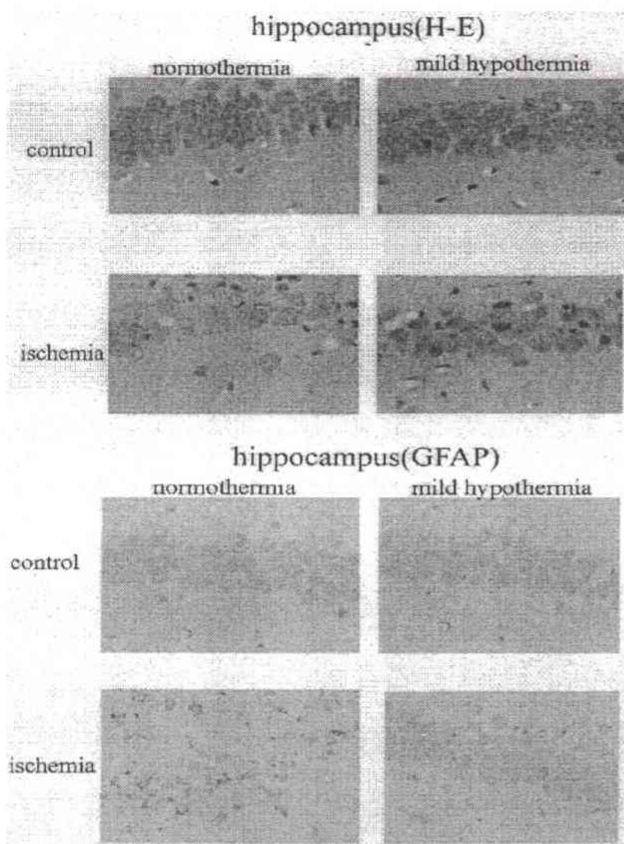 hippocampus(H-E)
normothermia mild hypothermia
control
ischemia
hippocampus(GFAP)
normothermia mild hypothermia
control
ischemia